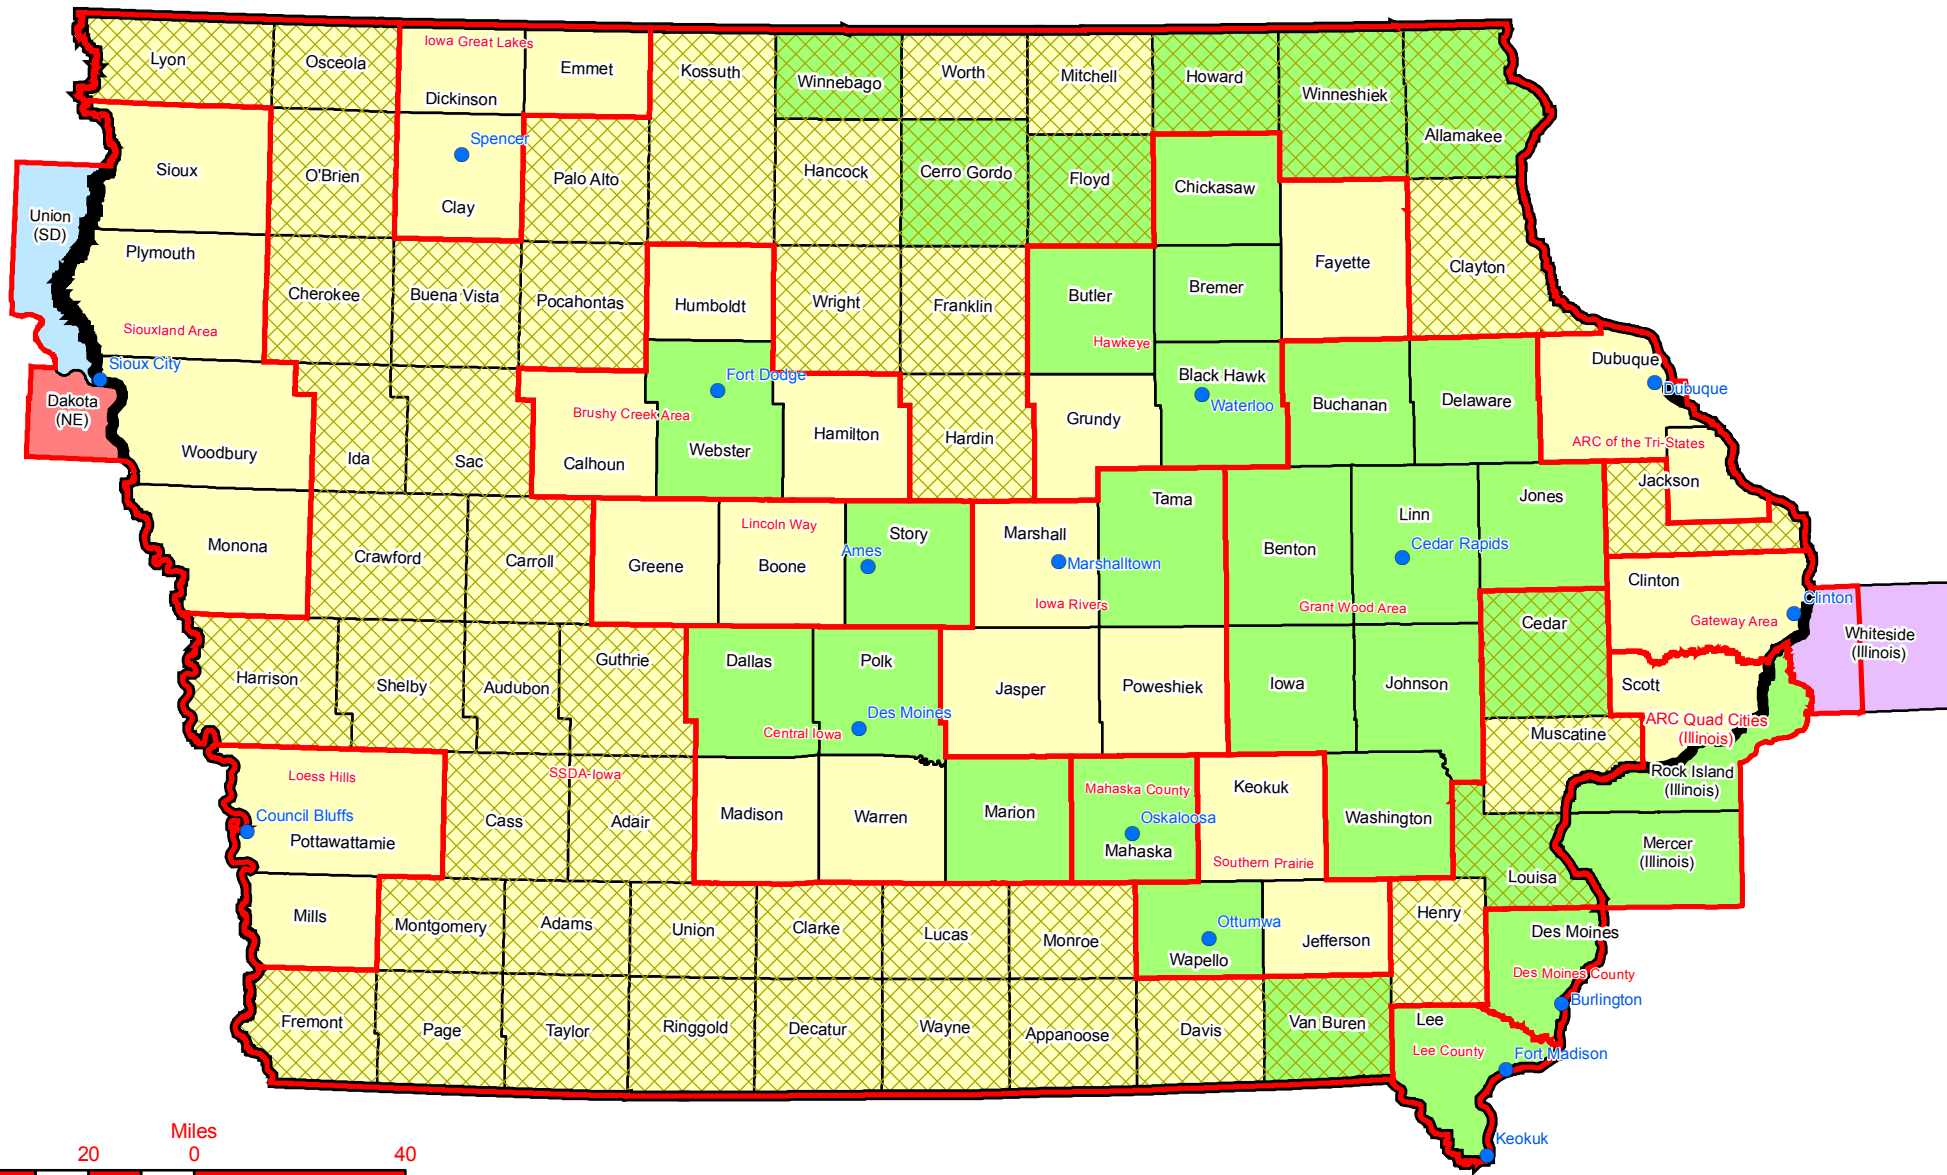 Iowa Great Lakes
Lyon
Osceola
Emmet
Kossuth
Worth
Mitchell
Howard
Winnebago
Winneshiek
Dickinson
Allamakee
Spencer
Sioux
O'Brien
Palo Alto
Hancock
Cerro Gordo
Floyd
Chickasaw
Clay
Union
(SD)
Plymouth
Fayette
Clayton
Cherokee
Buena Vista
Pocahontas
Humboldt
Wright
Franklin
Butler
Bremer
Siouxland Area
Hawkeye
Sioux City
Fort Dodge
Black Hawk
Dubuque
Dubuque
Dakota
(NE)
Brushy Creek Area
Waterloo
Buchanan
Delaware
Grundy
Hamilton
Hardin
ARC of the Tri-States
Woodbury
Ida
Sac
Calhoun
Webster
Jackson
Tama
Jones
Linn
Lincoln Way
Story
Marshall
Monona
Crawford
Carroll
Greene
Boone
Ames
Marshalltown
Benton
Cedar Rapids
Clinton
Clinton
Iowa Rivers
Grant Wood Area
Cedar
Gateway Area
Whiteside
(Illinois)
Harrison
Shelby
Audubon
Guthrie
Dallas
Polk
Jasper
Poweshiek
Iowa
Johnson
Scott
Des Moines
Central Iowa
ARC Quad Cities
(Illinois)
Muscatine
Loess Hills
SSDA-Iowa
Rock Island
(Illinois)
Council Bluffs
Pottawattamie
Cass
Adair
Madison
Warren
Marion
Mahaska County
Oskaloosa
Mahaska
Keokuk
Southern Prairie
Washington
Mercer
(Illinois)
Louisa
Mills
Montgomery
Adams
Union
Clarke
Lucas
Monroe
Ottumwa
Wapello
Jefferson
Henry
Des Moines
Des Moines County
Burlington
Fremont
Page
Taylor
Ringgold
Decatur
Wayne
Appanoose
Davis
Van Buren
Lee
Lee County
Fort Madison
Keokuk
Miles
20 0 40